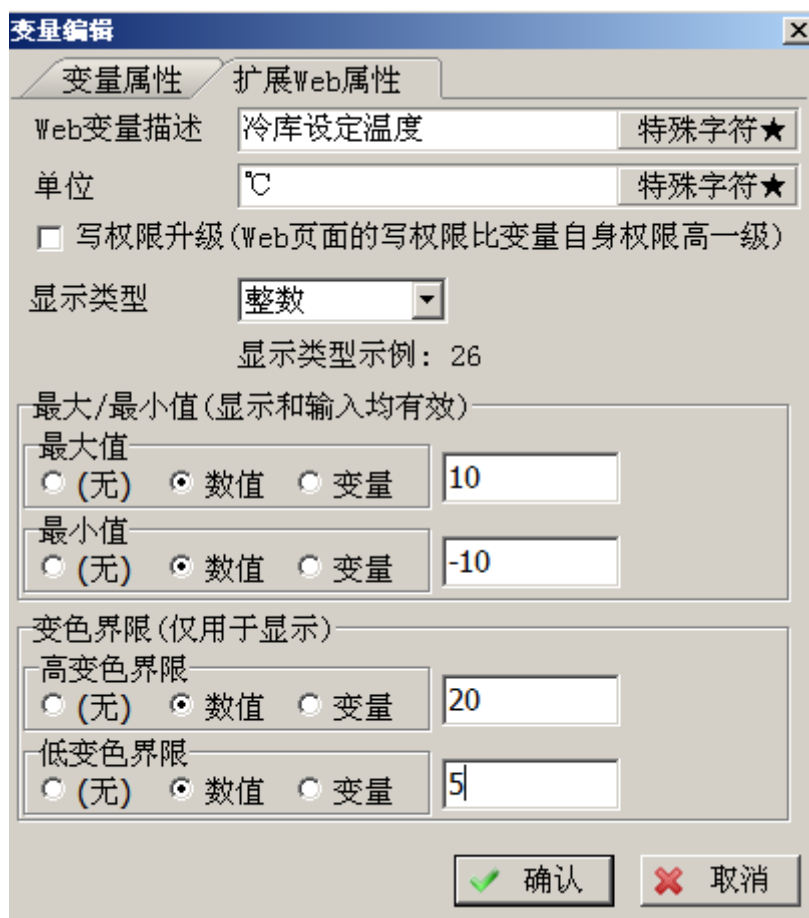 变量编辑
变量属性 扩展Web属性
Web变量描述 冷库设定温度 特殊字符★
单位 ℃ 特殊字符★
写权限升级(Web页面的写权限比变量自身权限高一级)
显示类型 整数
显示类型示例: 26
最大/最小值(显示和输入均有效)
最大值
(无) 数值 变量 10
最小值
(无) 数值 变量 -10
变色界限(仅用于显示)
高变色界限
(无) 数值 变量 20
低变色界限
(无) 数值 变量 5
确认 取消